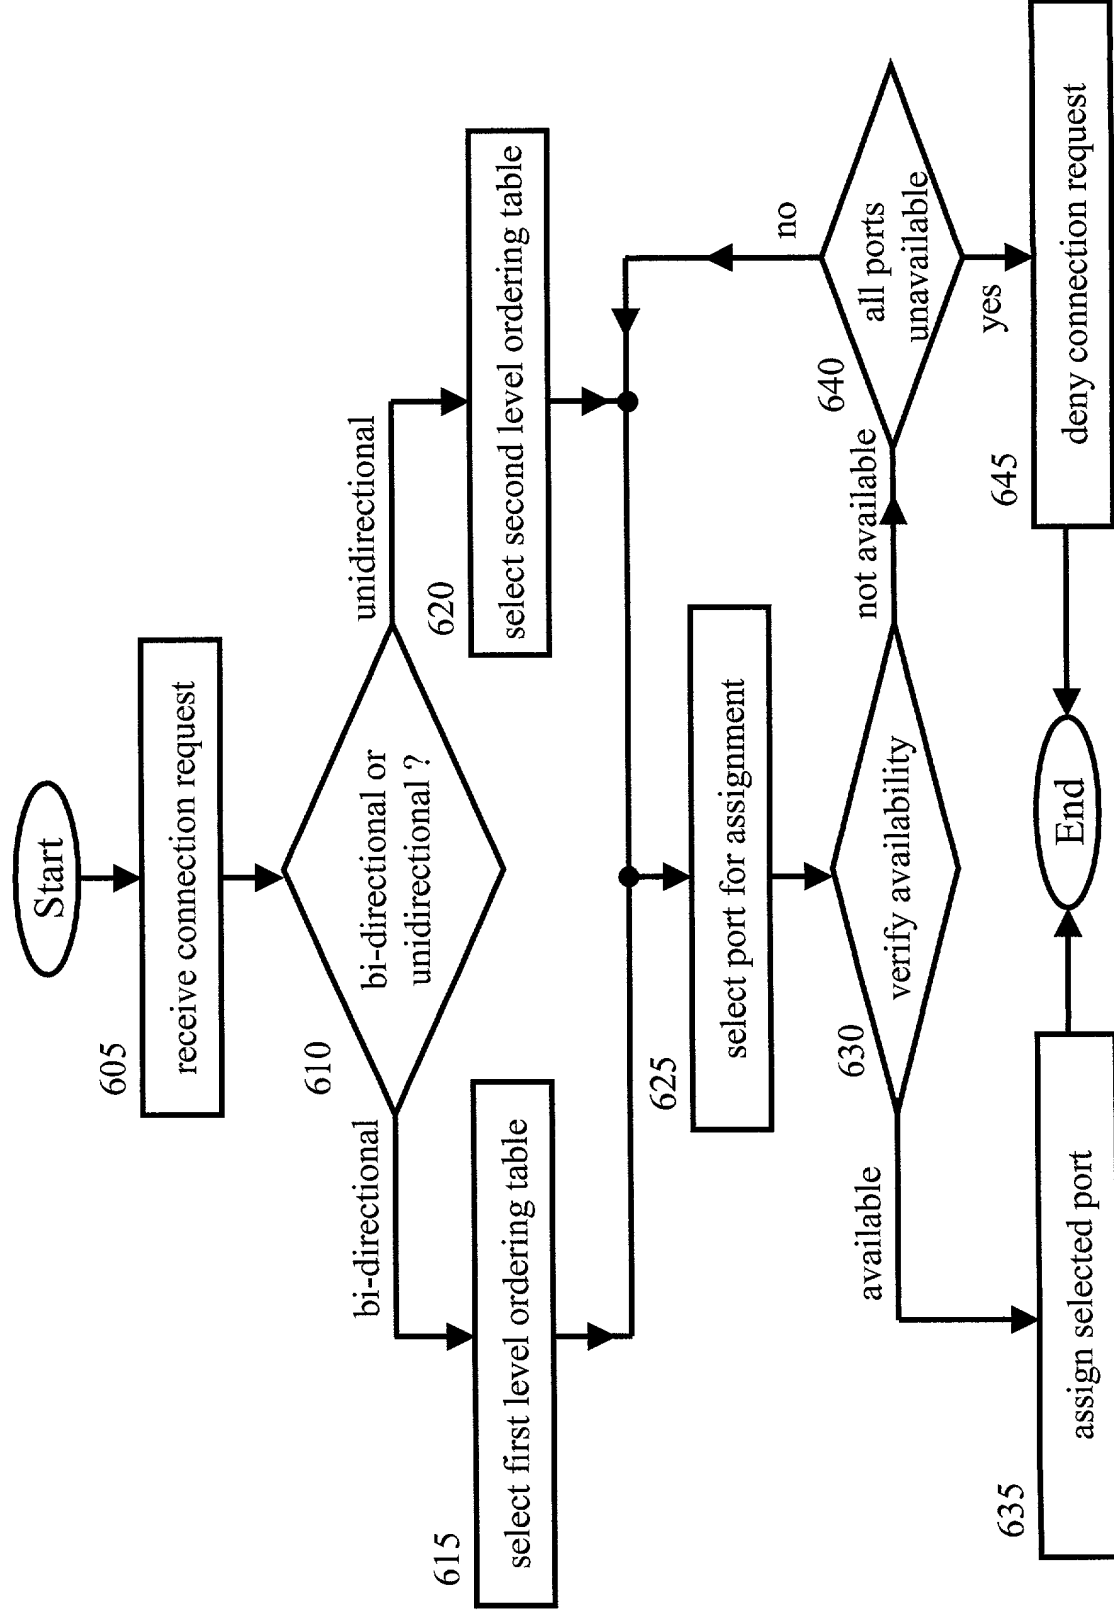 Start
605
receive connection request
610
bi-directional or
unidirectional ?
bi-directional
unidirectional
615
select first level ordering table
620
select second level ordering table
625
select port for assignment
630
verify availability
available
not available
640
all ports
unavailable
no
yes
635
assign selected port
End
645
deny connection request